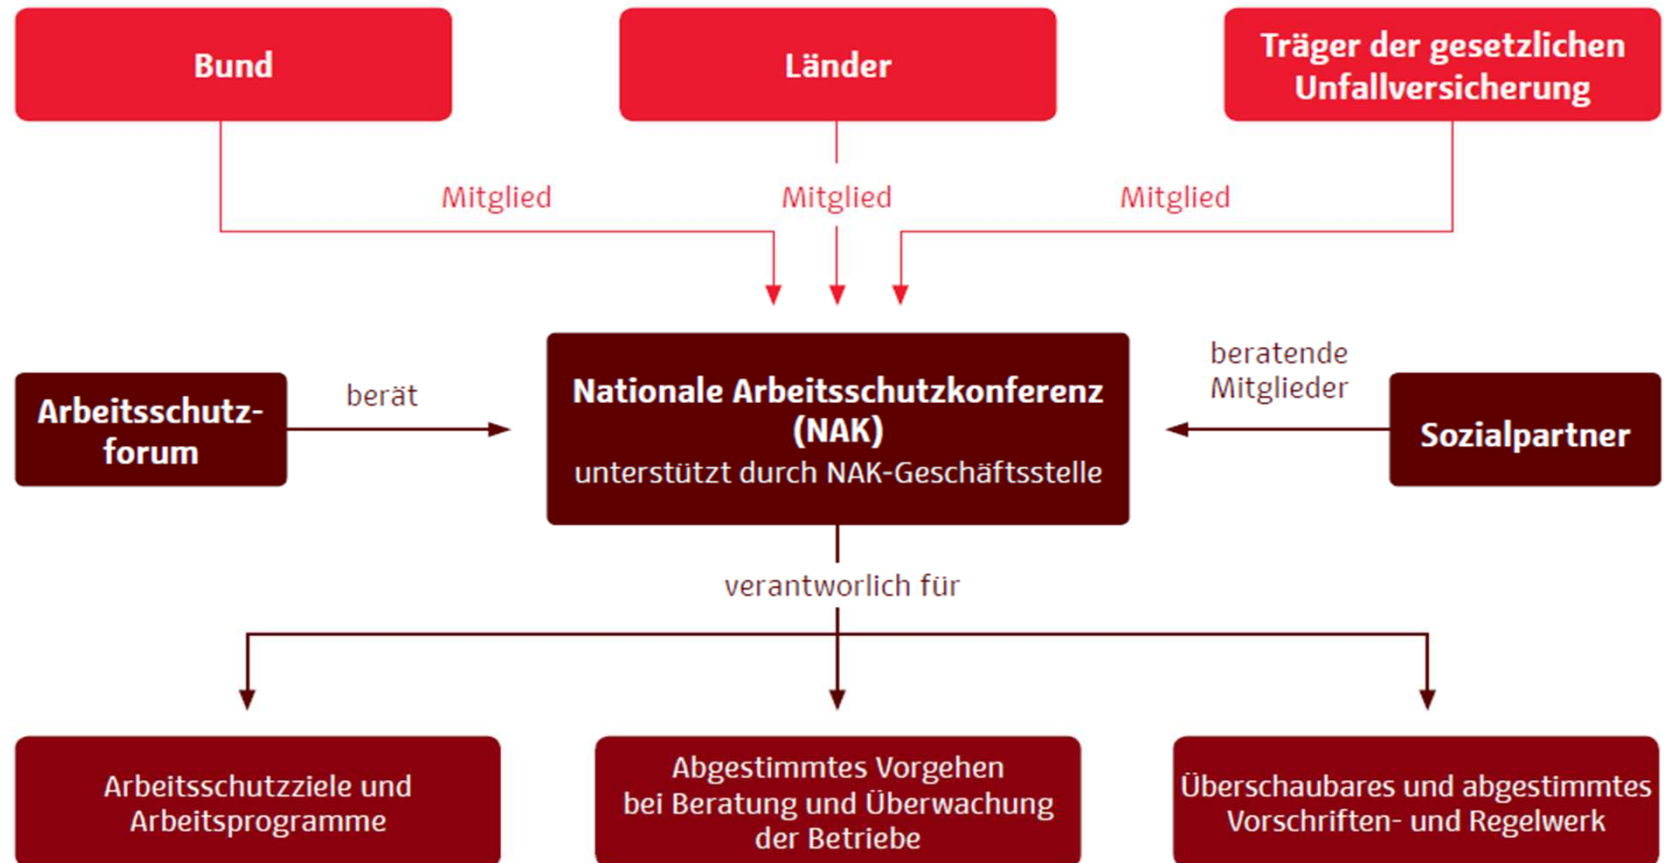 Bund
Länder
Träger der gesetzlichen
Unfallversicherung
Mitglied
Mitglied
Mitglied
Arbeitsschutz-
forum
berät
Nationale Arbeitsschutzkonferenz
(NAK)
unterstützt durch NAK-Geschäftsstelle
beratende
Mitglieder
Sozialpartner
verantworlich für
Arbeitsschutzziele und
Arbeitsprogramme
Abgestimmtes Vorgehen
bei Beratung und Überwachung
der Betriebe
Überschaubares und abgestimmtes
Vorschriften- und Regelwerk